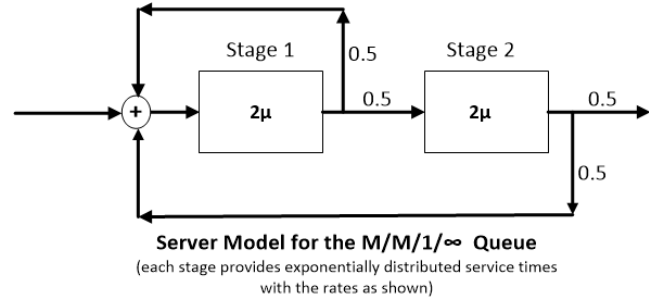 Stage 1
Stage 2
0.5
0.5
0.5
+
2μ
2μ
0.5
Server Model for the M/M/1/∞ Queue
(each stage provides exponentially distributed service times
with the rates as shown)